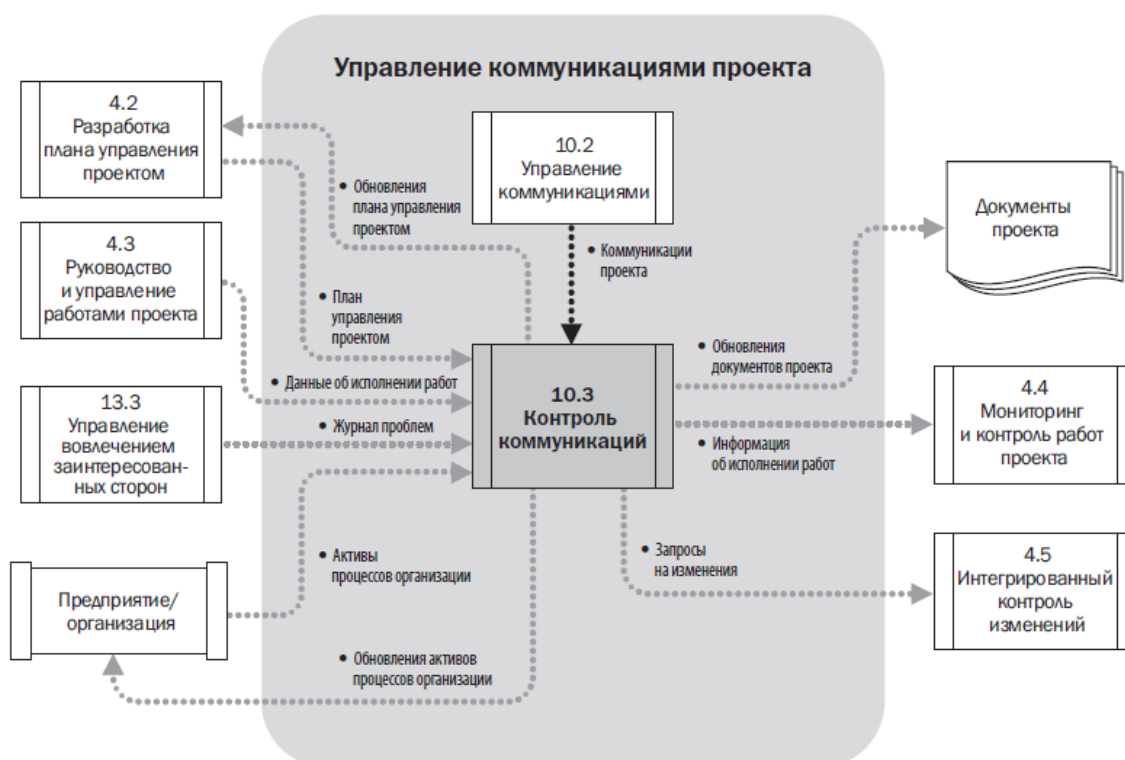 Управление коммуникациями проекта
4.2
Разработка
плана управления
проектом
10.2
Управление
коммуникациями
• Обновления
плана управления
проектом
Документы
проекта
4.3
Руководство
и управление
работами проекта
• Коммуникации
проекта
• План
управления
проектом
• Обновления
документов проекта
• Данные об исполнении работ
10.3
Контроль
коммуникаций
4.4
Мониторинг
и контроль работ
проекта
13.3
Управление
вовлечением
заинтересован-
ных сторон
• Журнал проблем
• Информация
об исполнении работ
• Активы
процессов организации
• Запросы
на изменения
4.5
Интегрированный
контроль
изменений
Предприятие/
организация
• Обновления активов
процессов организации